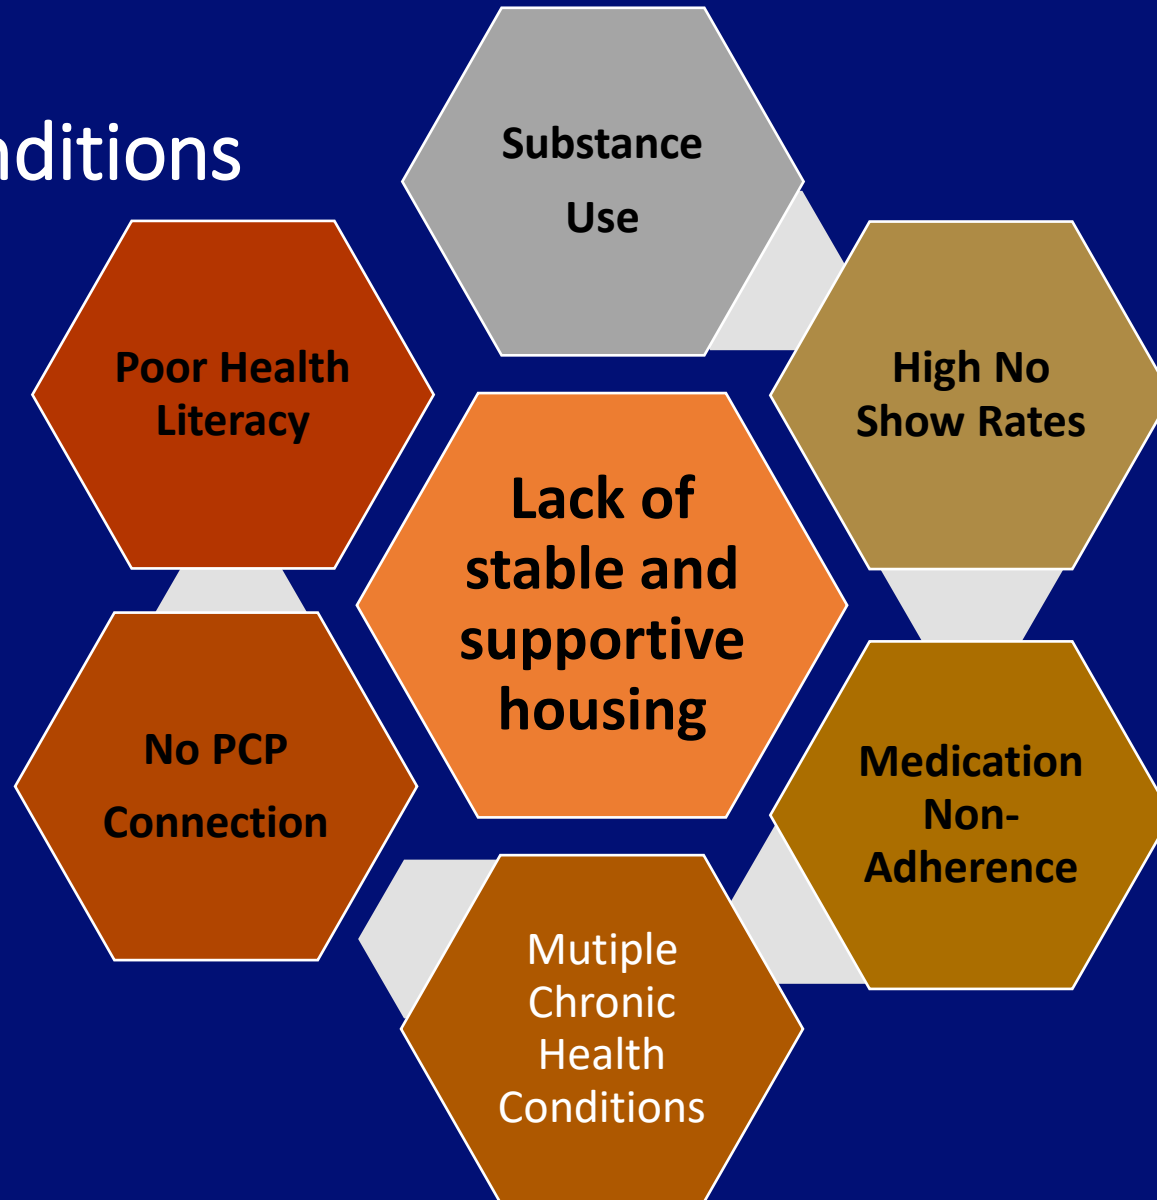 nditions
Substance
Use
Poor Health
Literacy
High No
Show Rates
Lack of
stable and
supportive
housing
No PCP
Connection
Medication
Non-
Adherence
Mutiple
Chronic
Health
Conditions